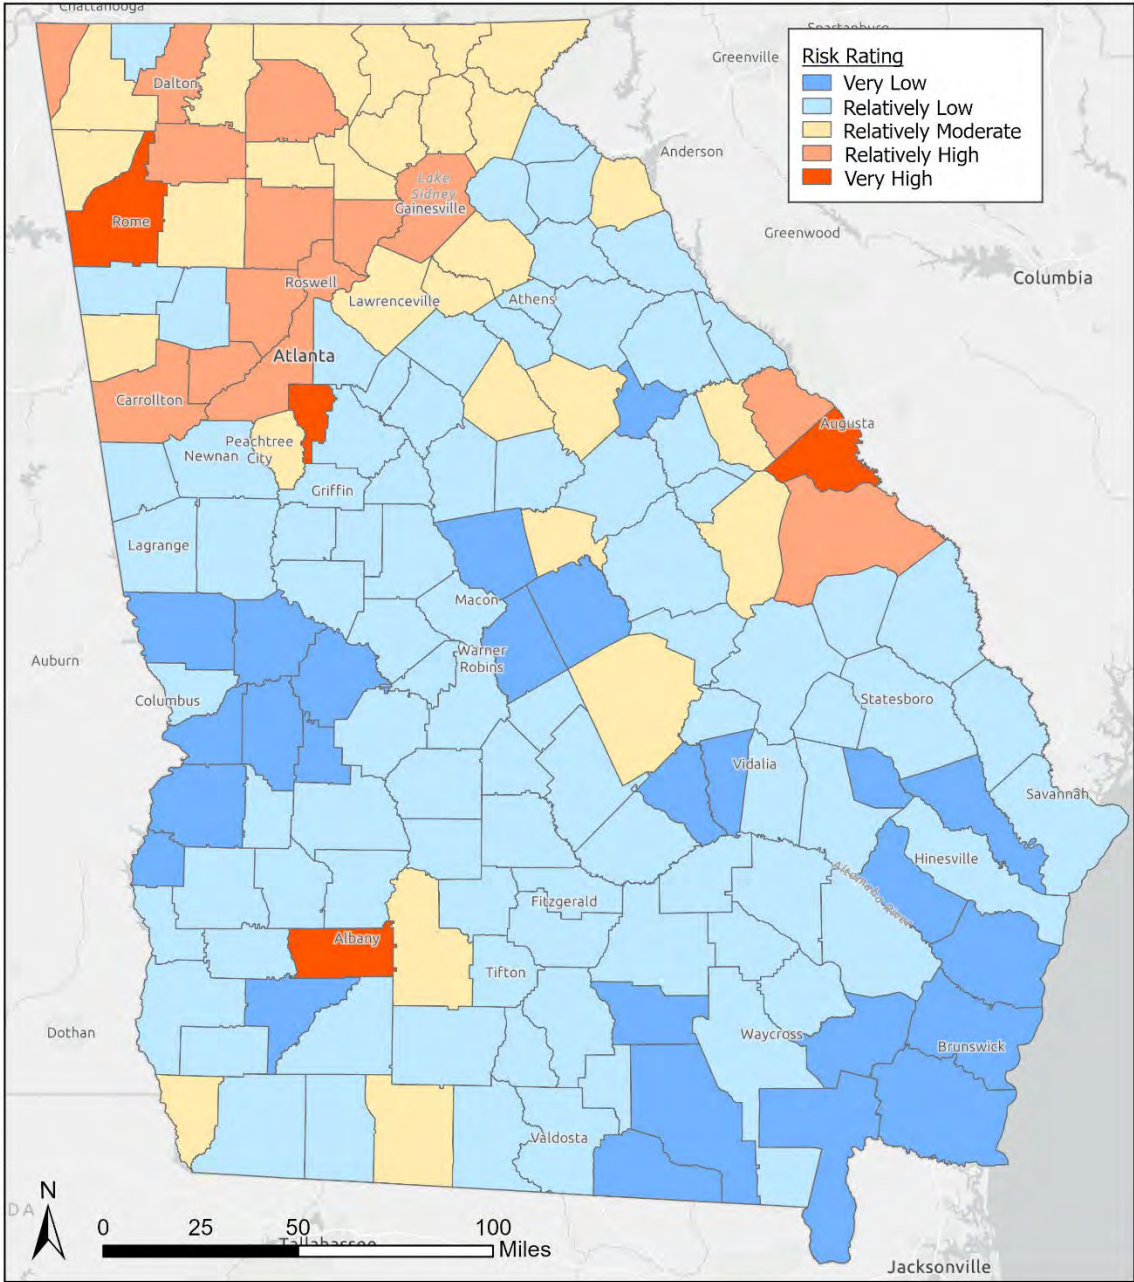 Chattanooga
Spartanburg
Greenville
Risk Rating
Very Low
Relatively Low
Relatively Moderate
Relatively High
Very High
Dalton
Anderson
Lake
Sidney
Gainesville
Rome
Greenwood
Columbia
Roswell
Lawrenceville
Athens
Atlanta
Carrollton
Augusta
Peachtree
City
Newnan
Griffin
Lagrange
Macon
Auburn
Warner
Robins
Columbus
Statesboro
Vidalia
Savannah
Hinesville
Altamaha River
Fitzgerald
Albany
Tifton
Dothan
Waycross
Brunswick
Valdosta
N
DA
0 25 50 100
Miles
Tallahassee
Jacksonville